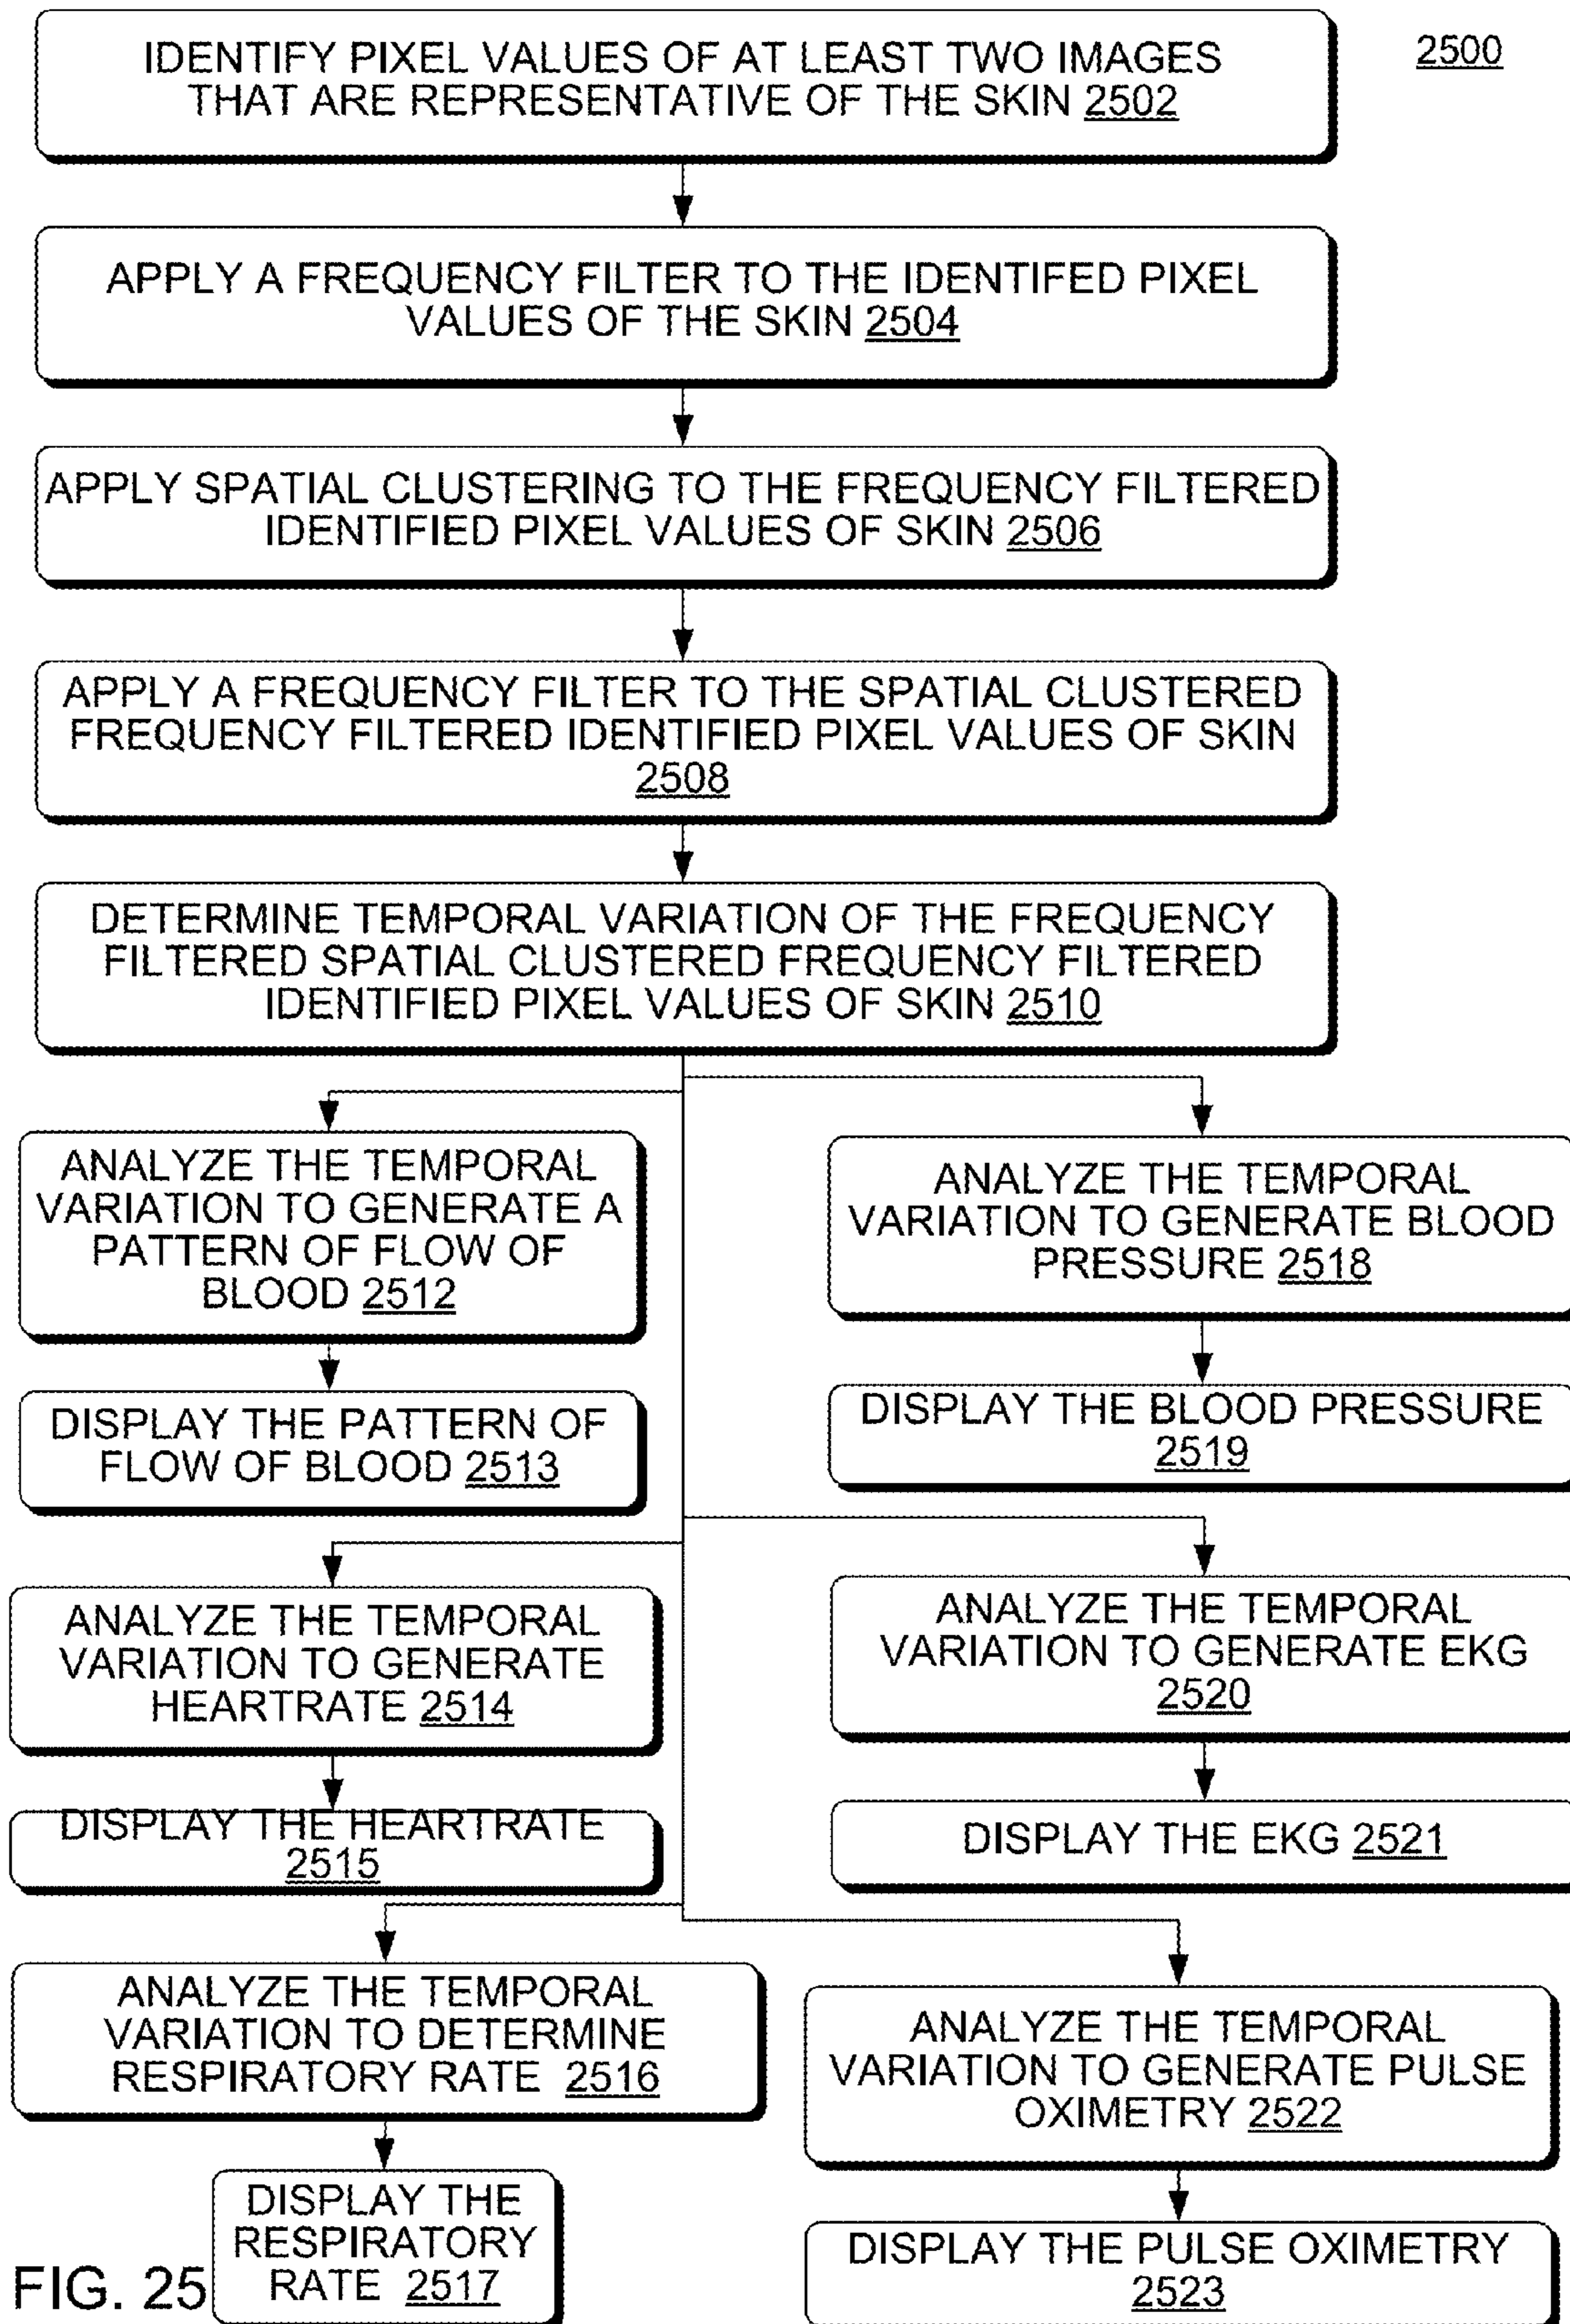 IDENTIFY PIXEL VALUES OF AT LEAST TWO IMAGES
THAT ARE REPRESENTATIVE OF THE SKIN 2502
2500
APPLY A FREQUENCY FILTER TO THE IDENTIFED PIXEL
VALUES OF THE SKIN 2504
APPLY SPATIAL CLUSTERING TO THE FREQUENCY FILTERED
IDENTIFIED PIXEL VALUES OF SKIN 2506
APPLY A FREQUENCY FILTER TO THE SPATIAL CLUSTERED
FREQUENCY FILTERED IDENTIFIED PIXEL VALUES OF SKIN
2508
DETERMINE TEMPORAL VARIATION OF THE FREQUENCY
FILTERED SPATIAL CLUSTERED FREQUENCY FILTERED
IDENTIFIED PIXEL VALUES OF SKIN 2510
ANALYZE THE TEMPORAL
VARIATION TO GENERATE A
PATTERN OF FLOW OF
BLOOD 2512
ANALYZE THE TEMPORAL
VARIATION TO GENERATE BLOOD
PRESSURE 2518
DISPLAY THE PATTERN OF
FLOW OF BLOOD 2513
DISPLAY THE BLOOD PRESSURE
2519
ANALYZE THE TEMPORAL
VARIATION TO GENERATE
HEARTRATE 2514
ANALYZE THE TEMPORAL
VARIATION TO GENERATE EKG
2520
DISPLAY THE HEARTRATE
2515
DISPLAY THE EKG 2521
ANALYZE THE TEMPORAL
VARIATION TO DETERMINE
RESPIRATORY RATE 2516
ANALYZE THE TEMPORAL
VARIATION TO GENERATE PULSE
OXIMETRY 2522
DISPLAY THE
RESPIRATORY
RATE 2517
DISPLAY THE PULSE OXIMETRY
2523
FIG. 25